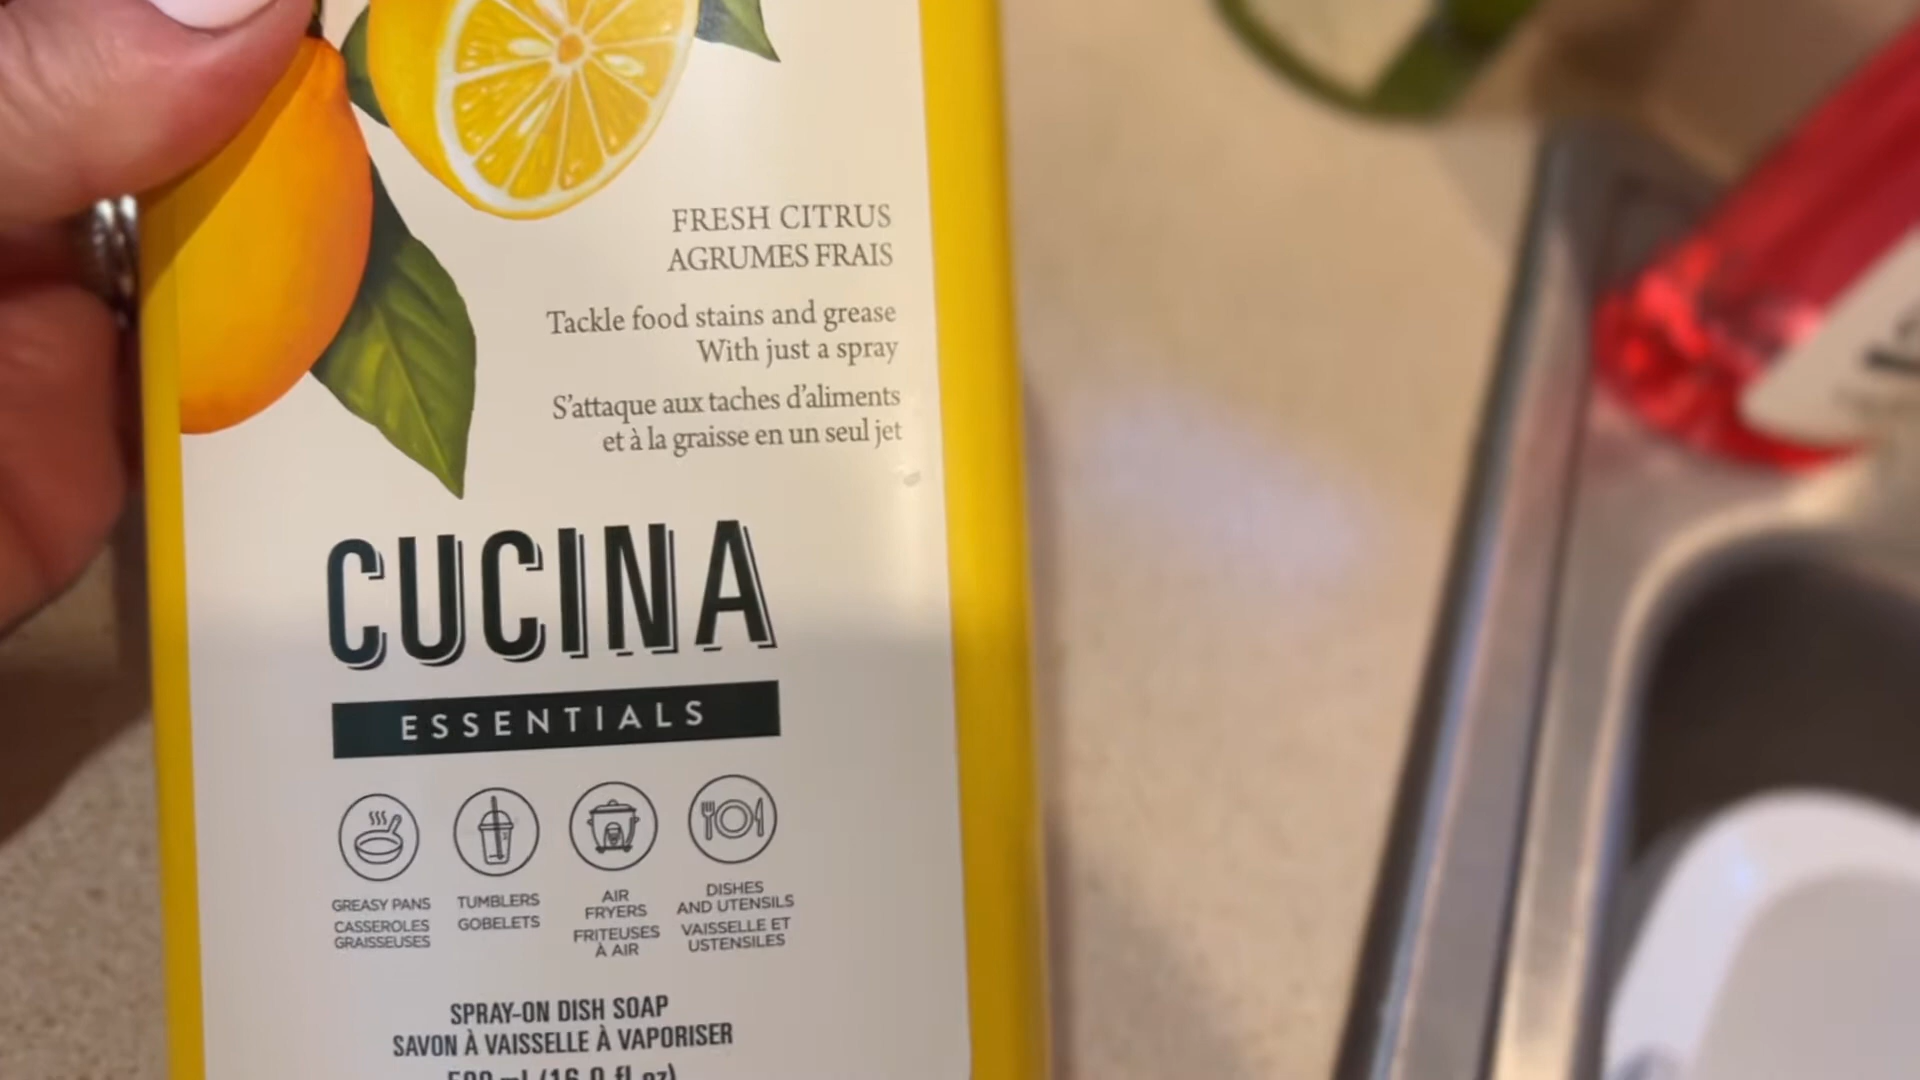 FRESH CITRUS
AGRUMES FRAIS
Tackle food stains and grease
With just a spray
S'attaque aux taches d'aliments
et à la graisse en un seul jet
CUCINA
ESSENTIALS
GREASY PANS
CASSEROLES
GRAISSEUSES
TUMBLERS
GOBELETS
AIR
FRYERS
FRITEUSES
À AIR
DISHES
AND UTENSILS
VAISSELLE ET
USTENSILES
SPRAY-ON DISH SOAP
SAVON À VAISSELLE À VAPORISER